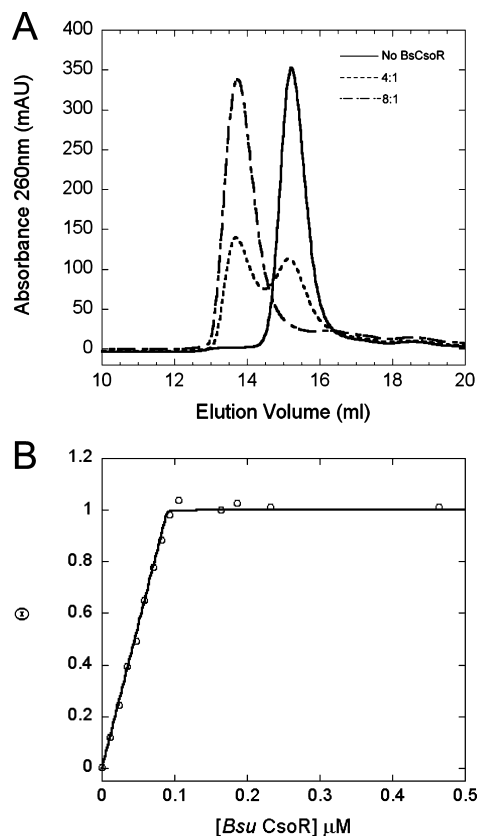 A
No BsCsoR
4:1
8:1
Absorbance 260nm (mAU)
400
350
300
250
200
150
100
50
0
10 12 14 16 18 20
Elution Volume (ml)
B
Θ
1.2
1
0.8
0.6
0.4
0.2
0
0 0.1 0.2 0.3 0.4 0.5
[Bsu CsoR] μM